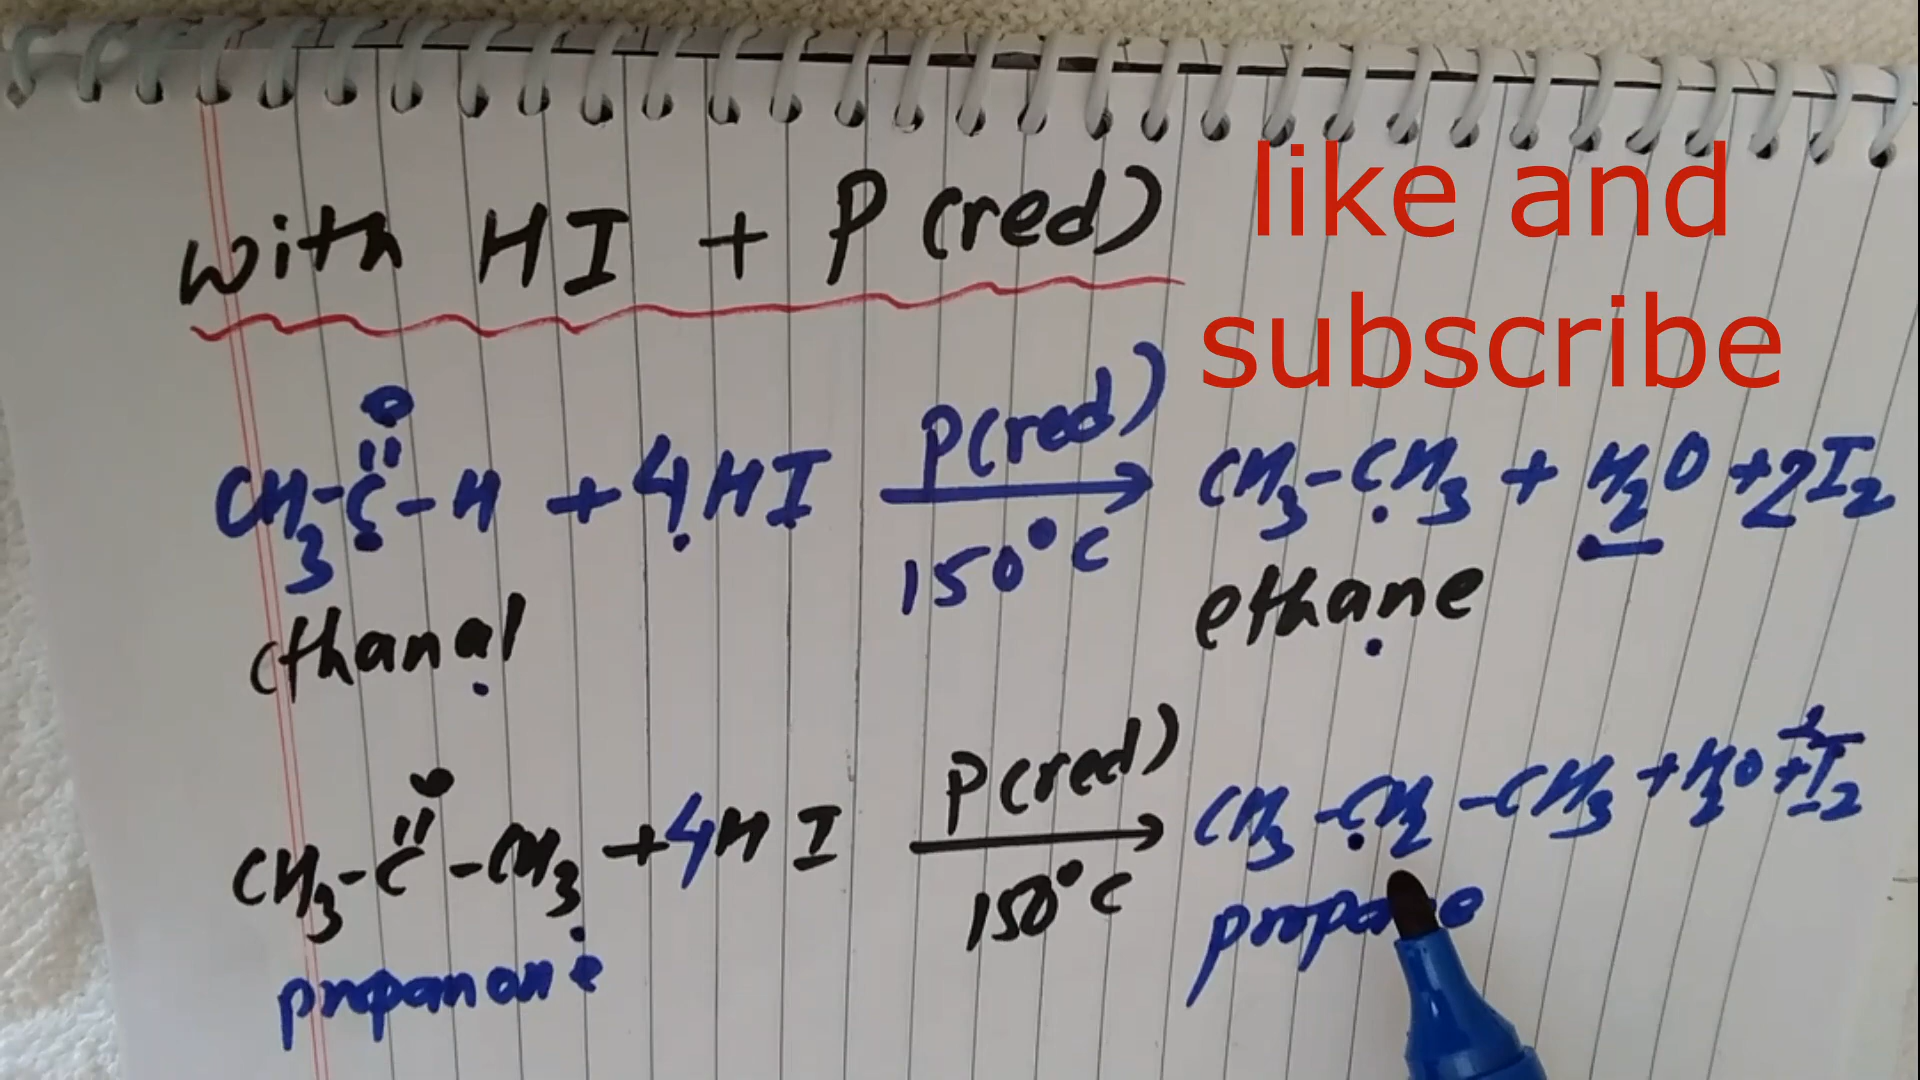 with HI + P (red)
like and
subscribe
O
CH3-C-H + 4HI P(red) 150°C CH3-CH3 + H2O + 2I2
ethanal ethane
O
CH3-C-CH3 + 4HI P(red) 150°C CH3-CH2-CH3 + H2O + I2
propanone propane